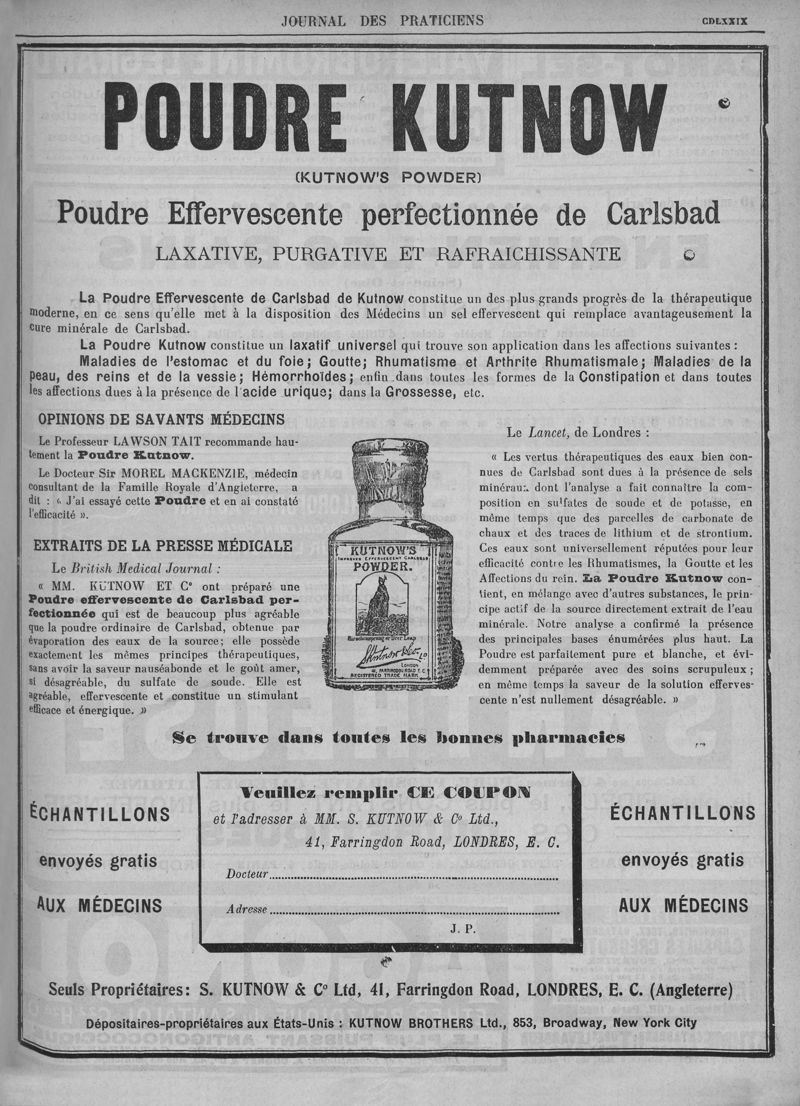 JOURNAL DES PRATICIENS
CDLXXIX
POUDRE KUTNOW
(KUTNOW'S POWDER)
Poudre Effervescente perfectionnée de Carlsbad
LAXATIVE, PURGATIVE ET RAFRAICHISSANTE
La Poudre Effervescente de Carlsbad de Kutnow constitue un des plus grands progrès de la thérapeutique
moderne, en ce sens qu'elle met à la disposition des Médecins un sel effervescent qui remplace avantageusement la
cure minérale de Carlsbad.
La Poudre Kutnow constitue un laxatif universel qui trouve son application dans les affections suivantes :
Maladies de l'estomac et du foie; Goutte; Rhumatisme et Arthrite Rhumatismale; Maladies de la
peau, des reins et de la vessie; Hémorrhoïdes; enfin dans toutes les formes de la Constipation et dans toutes
les affections dues à la présence de l'acide urique; dans la Grossesse, etc.
OPINIONS DE SAVANTS MÉDECINS
Le Professeur LAWSON TAIT recommande hau-
tement la Poudre Kutnow.
Le Docteur Sir MOREL MACKENZIE, médecin
consultant de la Famille Royale d'Angleterre, a
dit : « J'ai essayé cette Poudre et en ai constaté
l'efficacité ».
EXTRAITS DE LA PRESSE MÉDICALE
Le British Medical Journal :
« MM. KUTNOW ET Cº ont préparé une
Poudre effervescente de Carlsbad per-
fectionnée qui est de beaucoup plus agréable
que la poudre ordinaire de Carlsbad, obtenue par
évaporation des eaux de la source; elle possède
exactement les mêmes principes thérapeutiques,
sans avoir la saveur nauséabonde et le goût amer,
si désagréable, du sulfate de soude. Elle est
agréable, effervescente et constitue un stimulant
efficace et énergique. »
KUTNOW'S
IMPROVED EFFERVESCENT CARLSBAD
POWDER.
S. Kutnow & Co. LD
London
41, FARRINGDON ROAD E.C.
REGISTERED TRADE MARK
Le Lancet, de Londres :
« Les vertus thérapeutiques des eaux bien con-
nues de Carlsbad sont dues à la présence de sels
minéraux dont l'analyse a fait connaître la com-
position en sulfates de soude et de potasse, en
même temps que des parcelles de carbonate de
chaux et des traces de lithium et de strontium.
Ces eaux sont universellement réputées pour leur
efficacité contre les Rhumatismes, la Goutte et les
Affections du rein. La Poudre Kutnow con-
tient, en mélange avec d'autres substances, le prin-
cipe actif de la source directement extrait de l'eau
minérale. Notre analyse a confirmé la présence
des principales bases énumérées plus haut. La
Poudre est parfaitement pure et blanche, et évi-
demment préparée avec des soins scrupuleux ;
en même temps la saveur de la solution efferves-
cente n'est nullement désagréable. »
Se trouve dans toutes les bonnes pharmacies
ÉCHANTILLONS
envoyés gratis
AUX MÉDECINS
Veuillez remplir CE COUPON
et l'adresser à MM. S. KUTNOW & Cº Ltd.,
41, Farringdon Road, LONDRES, E. C.
Docteur
Adresse
J. P.
ÉCHANTILLONS
envoyés gratis
AUX MÉDECINS
Seuls Propriétaires: S. KUTNOW & Cº Ltd, 41, Farringdon Road, LONDRES, E. C. (Angleterre)
Dépositaires-propriétaires aux États-Unis : KUTNOW BROTHERS Ltd., 853, Broadway, New York City